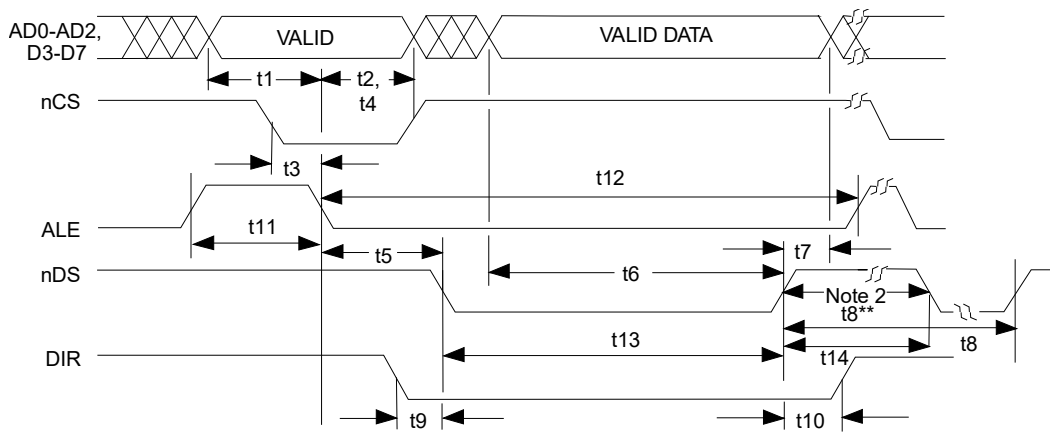 AD0-AD2,
D3-D7
VALID
VALID DATA
t1
t2,
t4
nCS
t3
t12
ALE
t11
t5
t7
nDS
t6
Note 2
t8**
t8
t13
t14
DIR
t9
t10